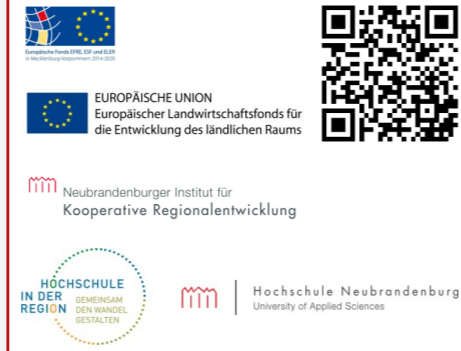 Europäische Fonds EFRE, ESF und ELER
in Mecklenburg-Vorpommern 2014-2020
EUROPÄISCHE UNION
Europäischer Landwirtschaftsfonds für
die Entwicklung des ländlichen Raums
Neubrandenburger Institut für
Kooperative Regionalentwicklung
HOCHSCHULE
IN DER
REGION
GEMEINSAM
DEN WANDEL
GESTALTEN
Hochschule Neubrandenburg
University of Applied Sciences